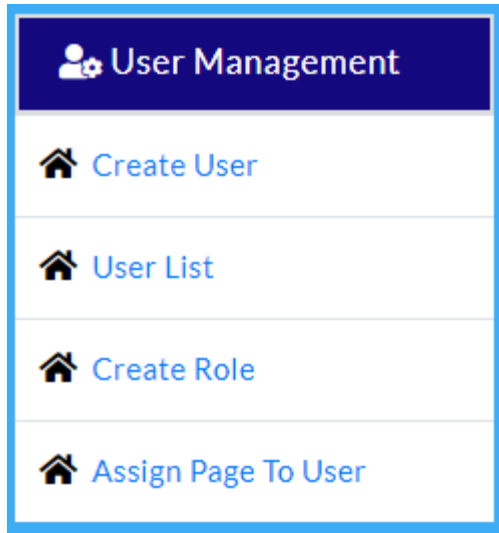 User Management
Create User
User List
Create Role
Assign Page To User